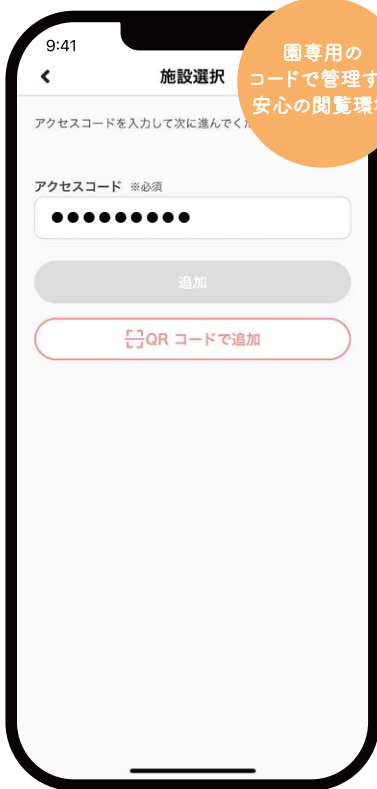 9:41
園専用の
施設選択
コードで管理す
安心の閲覧環
アクセスコードを入力して次に進んでく
アクセスコード ※必須
●●●●●●●●●
追加
QR コードで追加